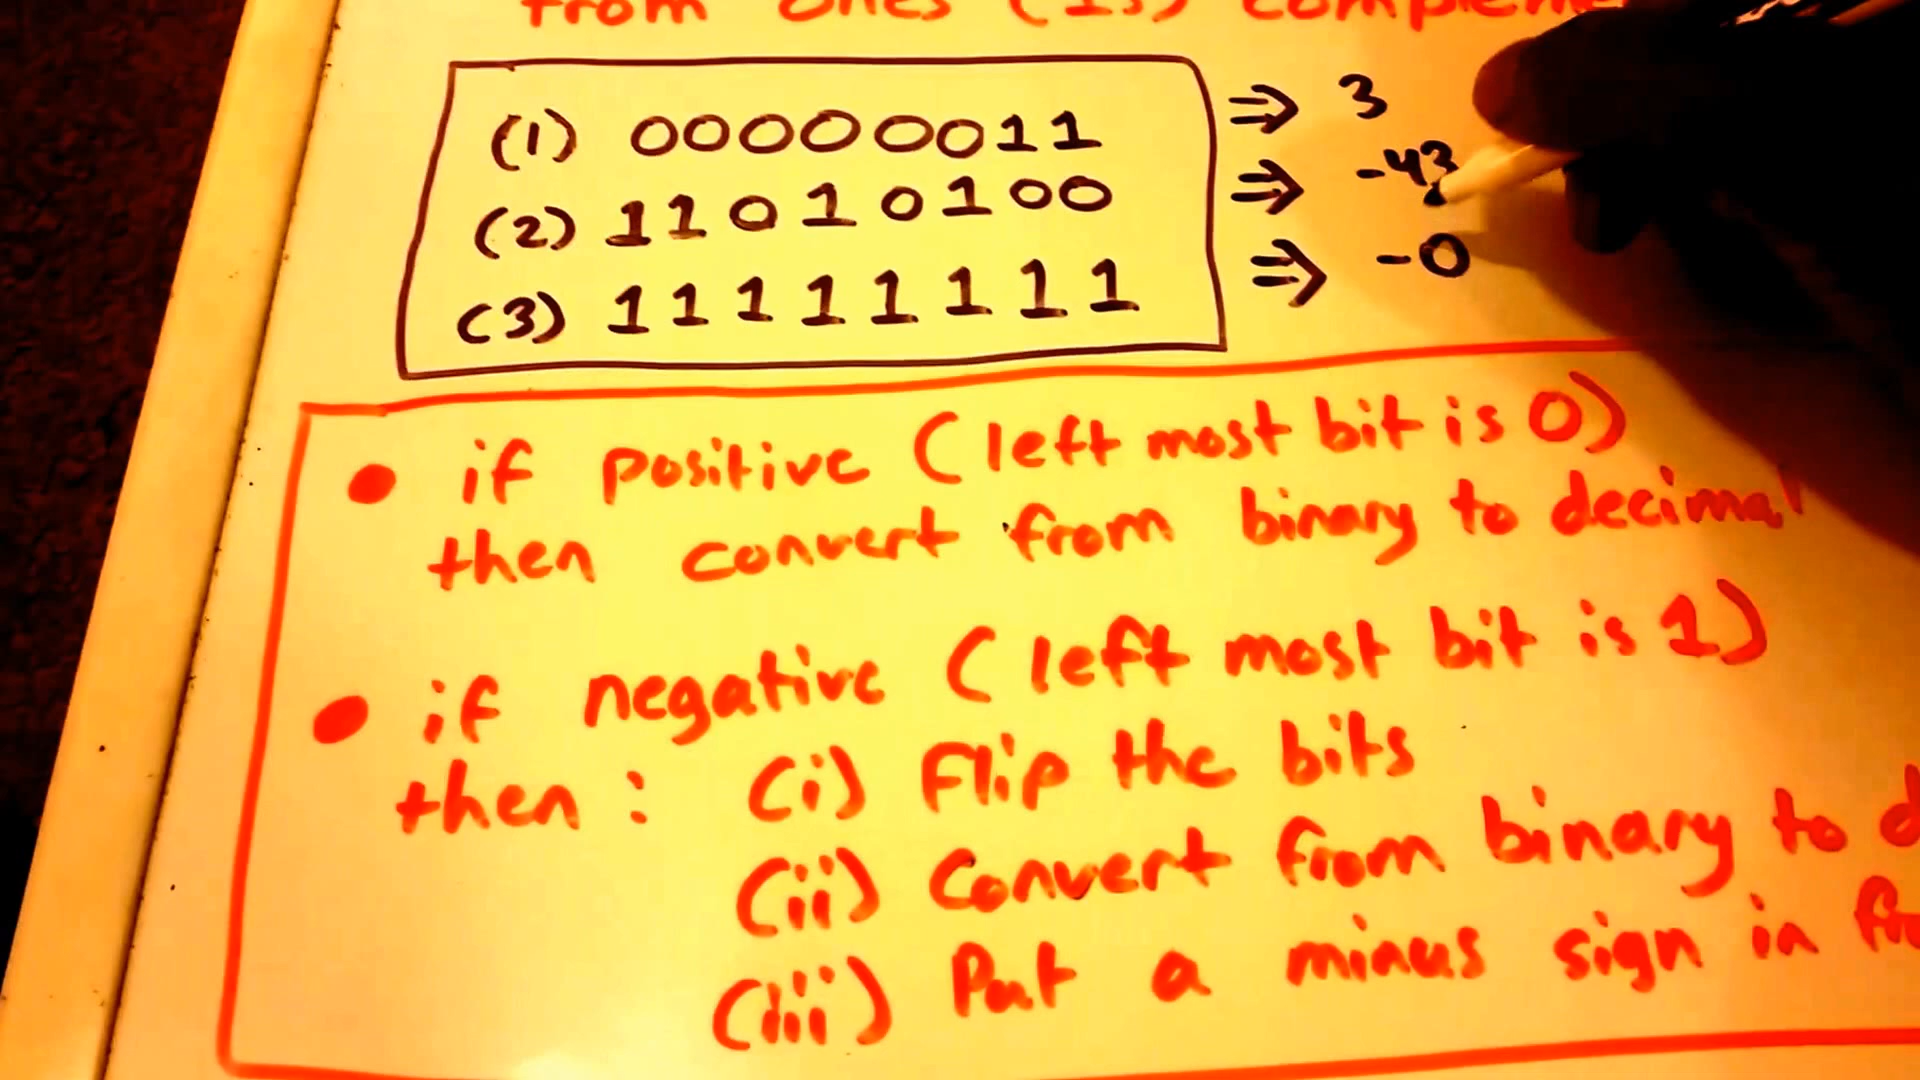 from ones (1s)
(1) 00000011 ⇒ 3
(2) 11010100 ⇒ -43
(3) 11111111 ⇒ -0
• if positive (left most bit is 0)
then convert from binary to decimal
• if negative (left most bit is 1)
then: (i) Flip the bits
(ii) Convert from binary to
(iii) Put a minus sign in